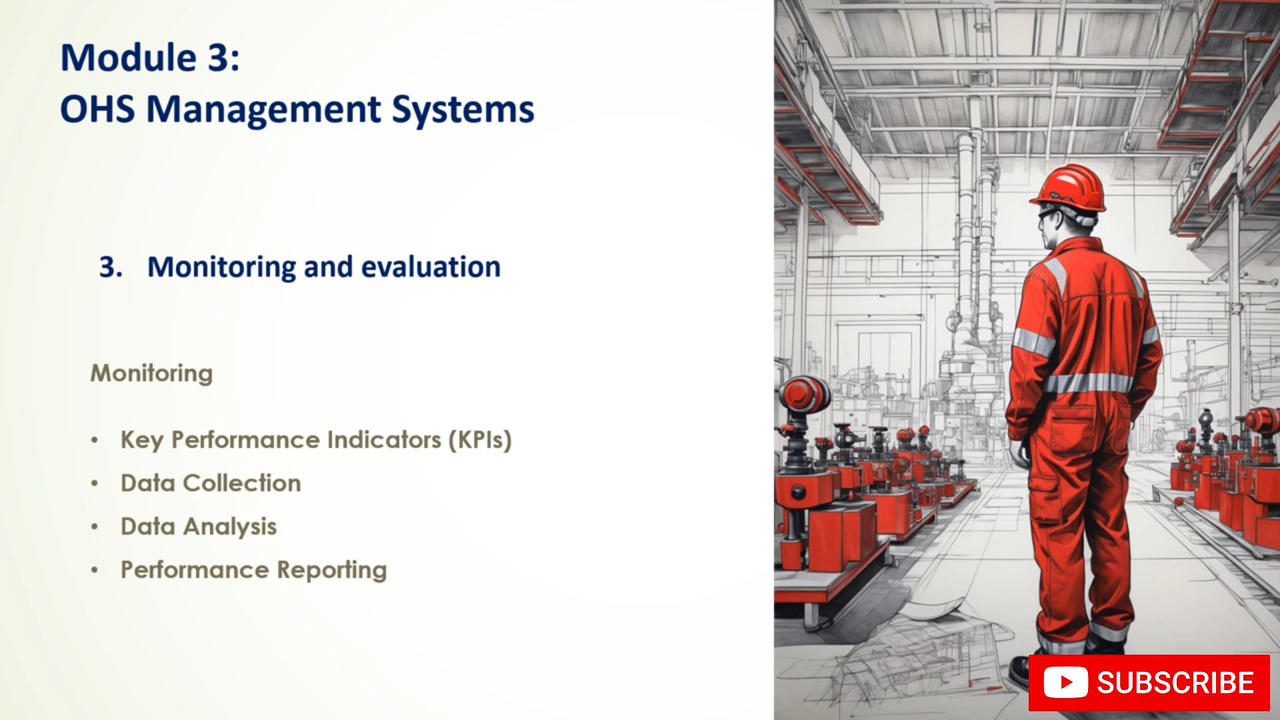 Module 3:
OHS Management Systems
3. Monitoring and evaluation
Monitoring
• Key Performance Indicators (KPIs)
• Data Collection
• Data Analysis
• Performance Reporting
SUBSCRIBE